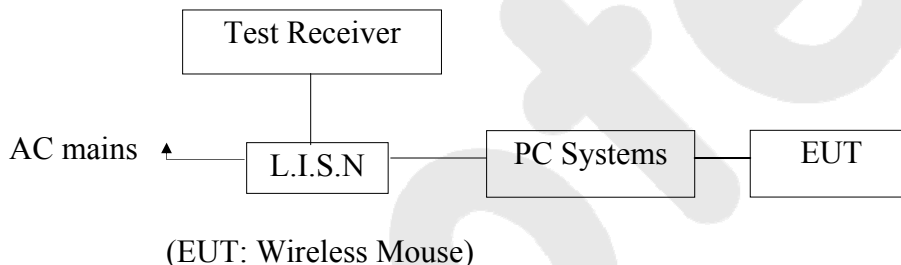 Test Receiver
AC mains
L.I.S.N
PC Systems
EUT
(EUT: Wireless Mouse)